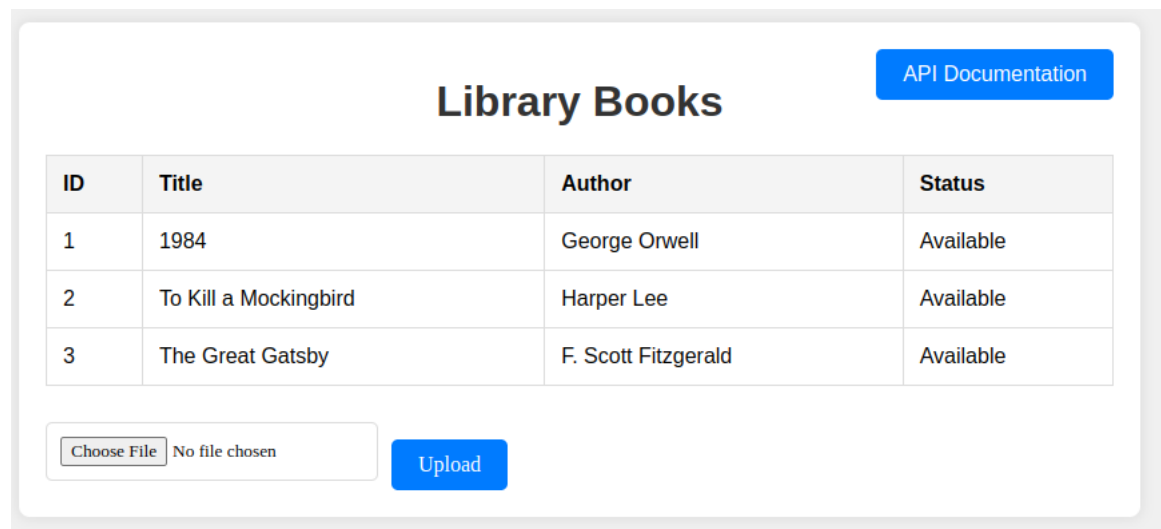 API Documentation
Library Books
ID Title Author Status
1 1984 George Orwell Available
2 To Kill a Mockingbird Harper Lee Available
3 The Great Gatsby F. Scott Fitzgerald Available
Choose File No file chosen Upload